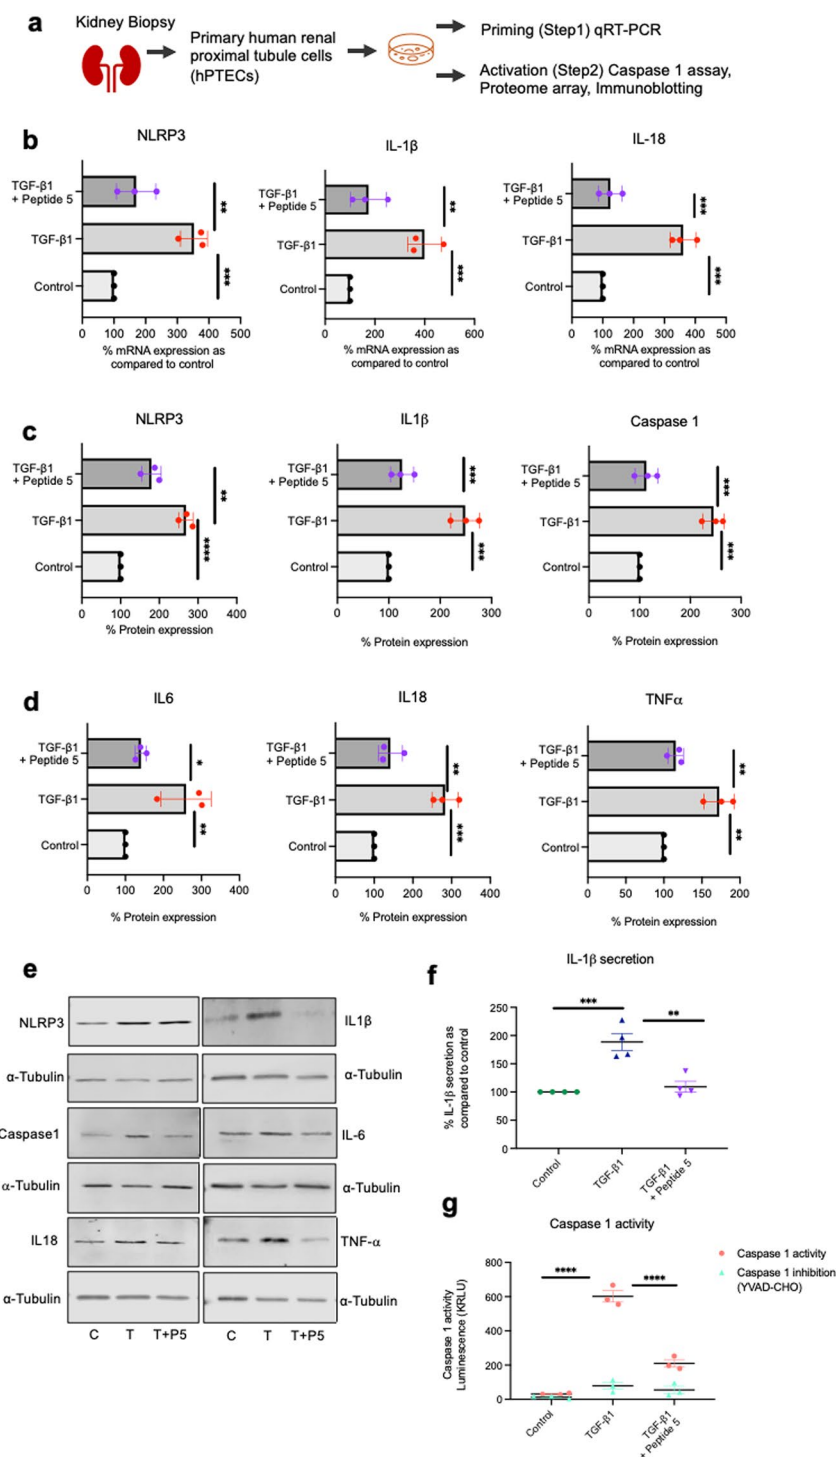 a
Kidney Biopsy
Primary human renal
proximal tubule cells
(hPTECs)
Priming (Step1) qRT-PCR
Activation (Step2) Caspase 1 assay,
Proteome array, Immunoblotting
b
NLRP3
TGF-β1
+ Peptide 5
TGF-β1
Control
**
***
0 100 200 300 400 500
% mRNA expression as
compared to control
IL-1β
TGF-β1
+ Peptide 5
TGF-β1
Control
**
***
0 200 400 600
% mRNA expression as
compared to control
IL-18
TGF-β1
+ Peptide 5
TGF-β1
Control
***
***
0 100 200 300 400 500
% mRNA expression as
compared to control
c
NLRP3
TGF-β1
+ Peptide 5
TGF-β1
Control
**
****
0 100 200 300 400
% Protein expression
IL1β
TGF-β1
+ Peptide 5
TGF-β1
Control
***
***
0 100 200 300
% Protein expression
Caspase 1
TGF-β1
+ Peptide 5
TGF-β1
Control
***
***
0 100 200 300
% Protein expression
d
IL6
TGF-β1
+ Peptide 5
TGF-β1
Control
*
**
0 100 200 300 400
% Protein expression
IL18
TGF-β1
+ Peptide 5
TGF-β1
Control
**
***
0 100 200 300 400
% Protein expression
TNFα
TGF-β1
+ Peptide 5
TGF-β1
Control
**
**
0 50 100 150 200
% Protein expression
e
NLRP3 IL1β
α-Tubulin α-Tubulin
Caspase1 IL-6
α-Tubulin α-Tubulin
IL18 TNF-α
α-Tubulin α-Tubulin
C T T+P5 C T T+P5
f
IL-1β secretion
% IL-1β secretion as
compared to control
250
200
150
100
50
0
***
**
Control
TGF-β1
TGF-β1
+ Peptide 5
g
Caspase 1 activity
Caspase 1 activity
Luminescence (KRLU)
800
600
400
200
0
****
****
Control
TGF-β1
TGF-β1
+ Peptide 5
Caspase 1 activity
Caspase 1 inhibition
(YVAD-CHO)